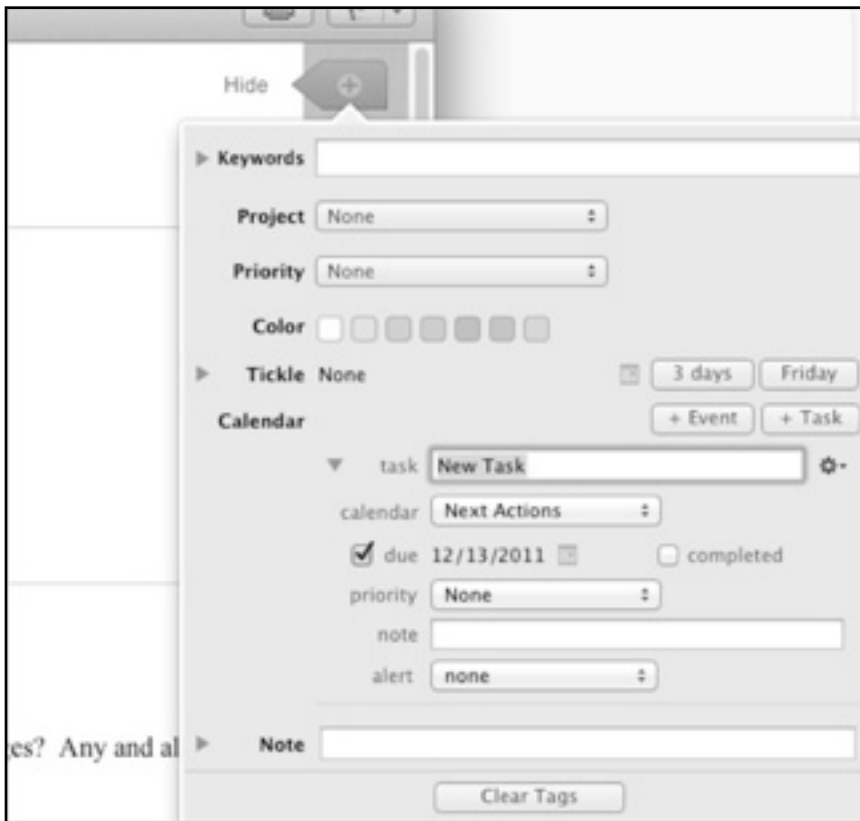 Hide
Keywords
Project None
Priority None
Color
Tickle None 3 days Friday
Calendar + Event + Task
task New Task
calendar Next Actions
due 12/13/2011 completed
priority None
note
alert none
es? Any and al
Note
Clear Tags